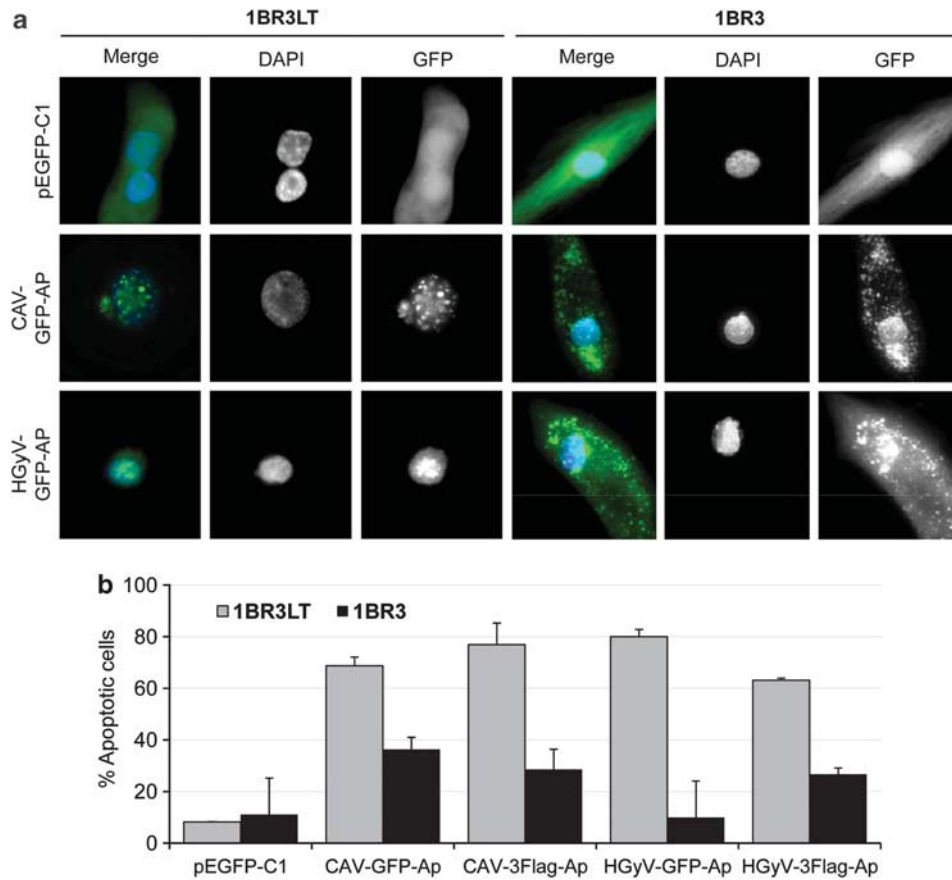 a
1BR3LT 1BR3
Merge DAPI GFP Merge DAPI GFP
pEGFP-C1
CAV-
GFP-AP
HGyV-
GFP-AP
b
1BR3LT 1BR3
% Apoptotic cells
100
80
60
40
20
0
pEGFP-C1 CAV-GFP-Ap CAV-3Flag-Ap HGyV-GFP-Ap HGyV-3Flag-Ap